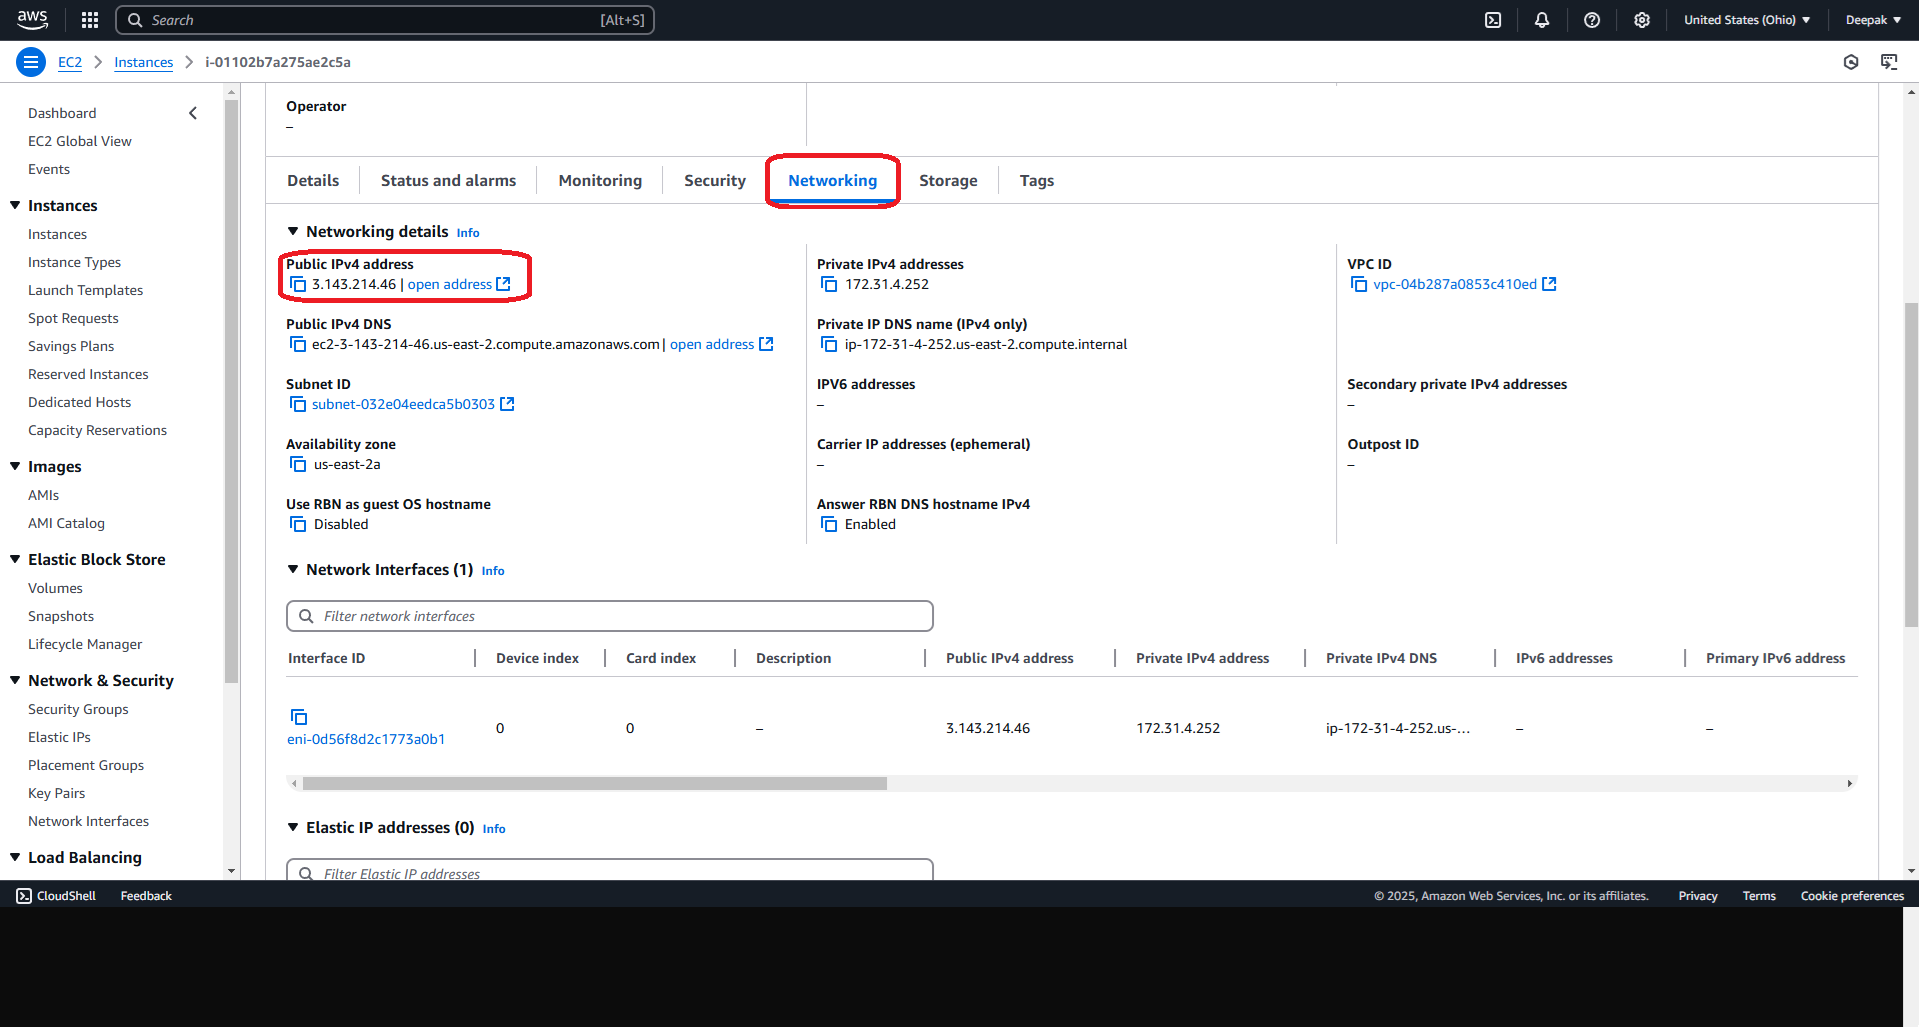 aws
Search [Alt+S]
United States (Ohio)
Deepak
EC2
Instances
i-01102b7a275ae2c5a
Dashboard
EC2 Global View
Events
Instances
Instances
Instance Types
Launch Templates
Spot Requests
Savings Plans
Reserved Instances
Dedicated Hosts
Capacity Reservations
Images
AMIs
AMI Catalog
Elastic Block Store
Volumes
Snapshots
Lifecycle Manager
Network & Security
Security Groups
Elastic IPs
Placement Groups
Key Pairs
Network Interfaces
Load Balancing
Operator
–
Details
Status and alarms
Monitoring
Security
Networking
Storage
Tags
Networking details Info
Public IPv4 address
3.143.214.46 | open address
Public IPv4 DNS
ec2-3-143-214-46.us-east-2.compute.amazonaws.com | open address
Subnet ID
subnet-032e04eedca5b0303
Availability zone
us-east-2a
Use RBN as guest OS hostname
Disabled
Private IPv4 addresses
172.31.4.252
Private IP DNS name (IPv4 only)
ip-172-31-4-252.us-east-2.compute.internal
IPV6 addresses
–
Carrier IP addresses (ephemeral)
–
Answer RBN DNS hostname IPv4
Enabled
VPC ID
vpc-04b287a0853c410ed
Secondary private IPv4 addresses
–
Outpost ID
–
Network Interfaces (1) Info
Filter network interfaces
Interface ID | Device index | Card index | Description | Public IPv4 address | Private IPv4 address | Private IPv4 DNS | IPv6 addresses | Primary IPv6 address
eni-0d56f8d2c1773a0b1 0 0 – 3.143.214.46 172.31.4.252 ip-172-31-4-252.us-... – –
Elastic IP addresses (0) Info
Filter Elastic IP addresses
CloudShell
Feedback
© 2025, Amazon Web Services, Inc. or its affiliates.
Privacy
Terms
Cookie preferences